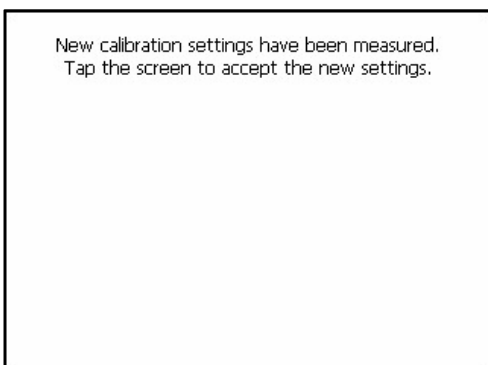 New calibration settings have been measured.
Tap the screen to accept the new settings.